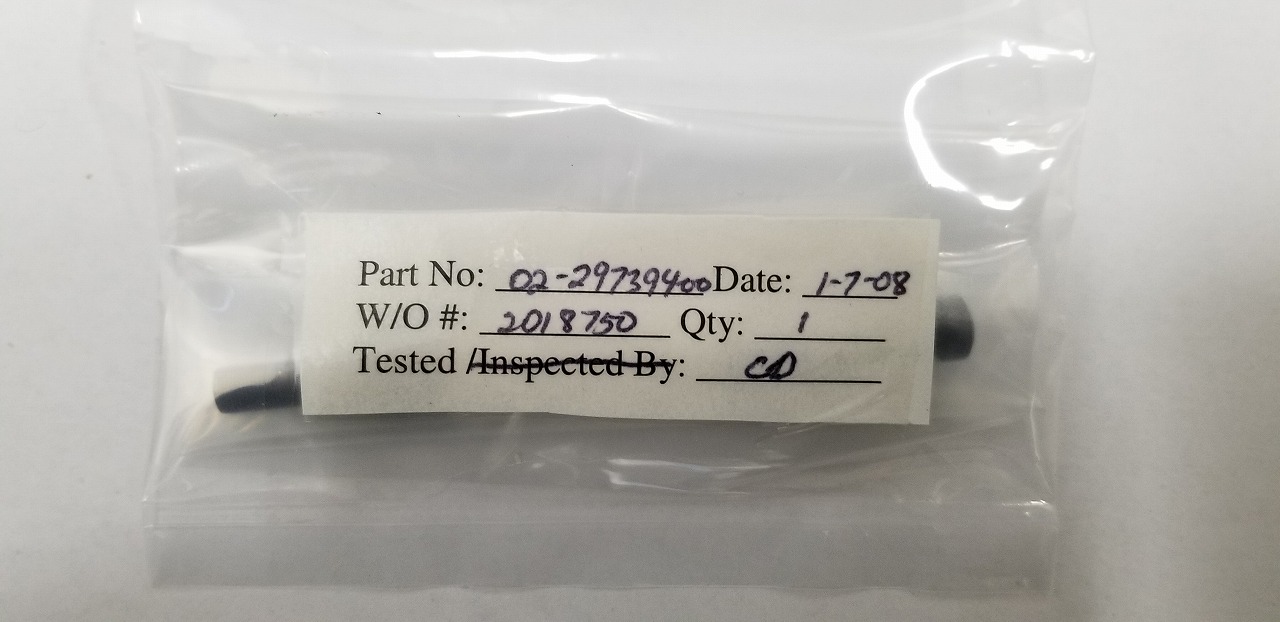 Part No: 02-29739400 Date: 1-7-08
W/O #: 2018750 Qty: 1
Tested /Inspected By: CD